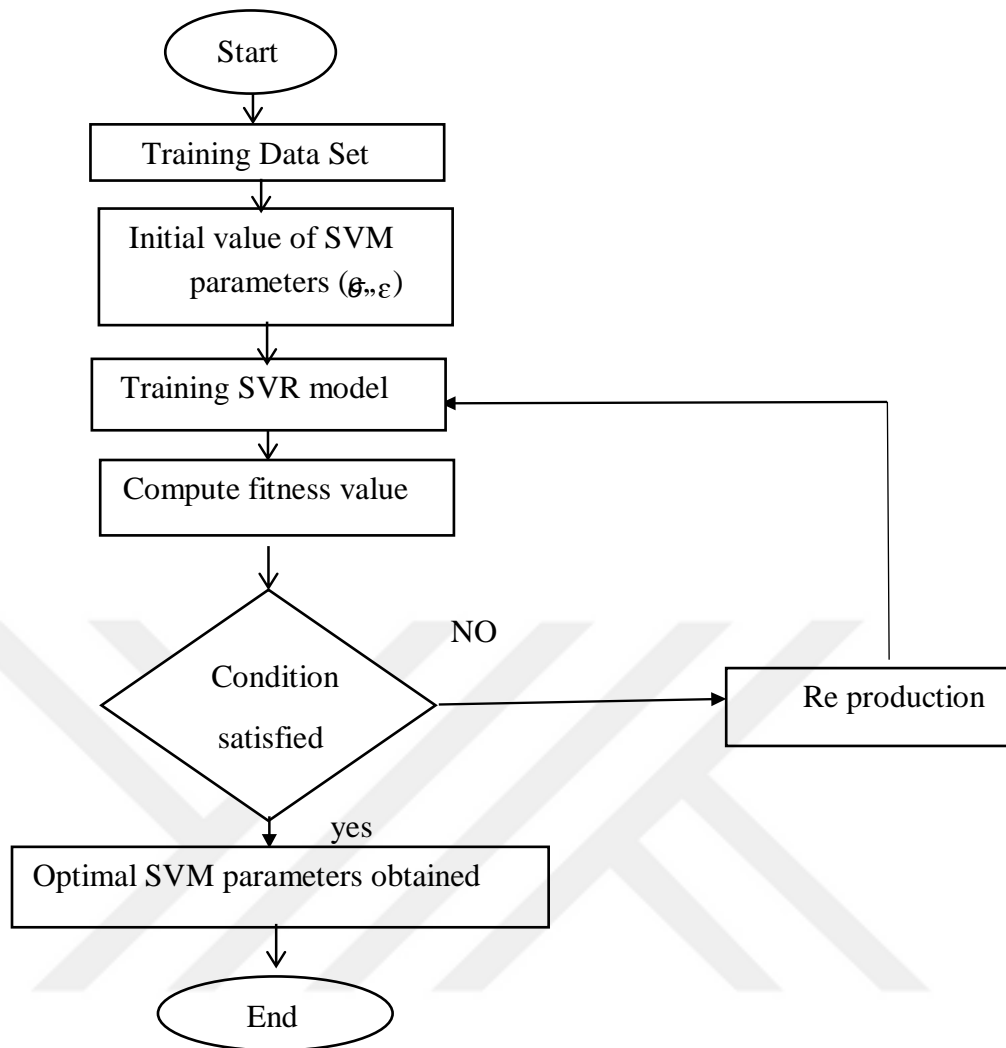 Start
Training Data Set
Initial value of SVM
parameters ( ε)
Training SVR model
Compute fitness value
NO
Condition
satisfied
Re production
yes
Optimal SVM parameters obtained
End